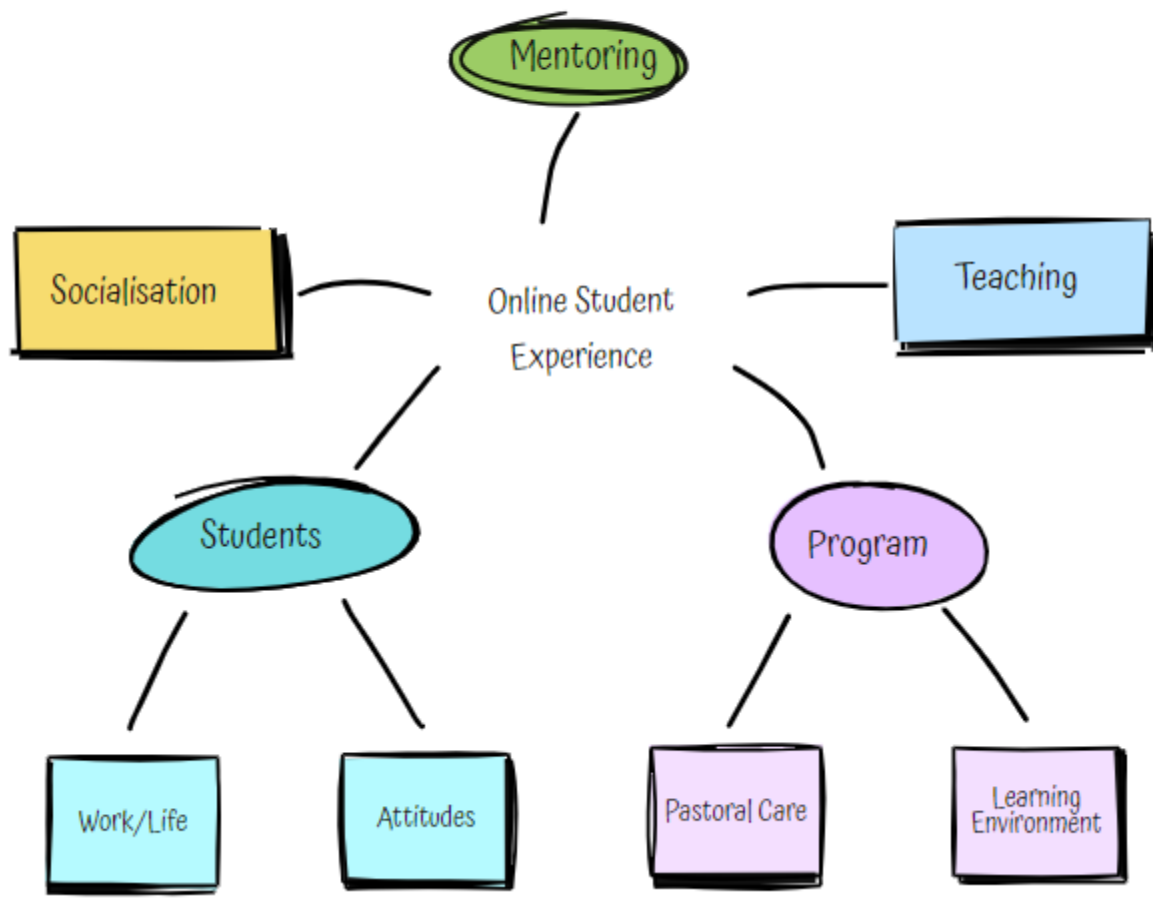 Mentoring
Socialisation
Teaching
Online Student
Experience
Students
Program
Work/Life
Attitudes
Pastoral Care
Learning
Environment